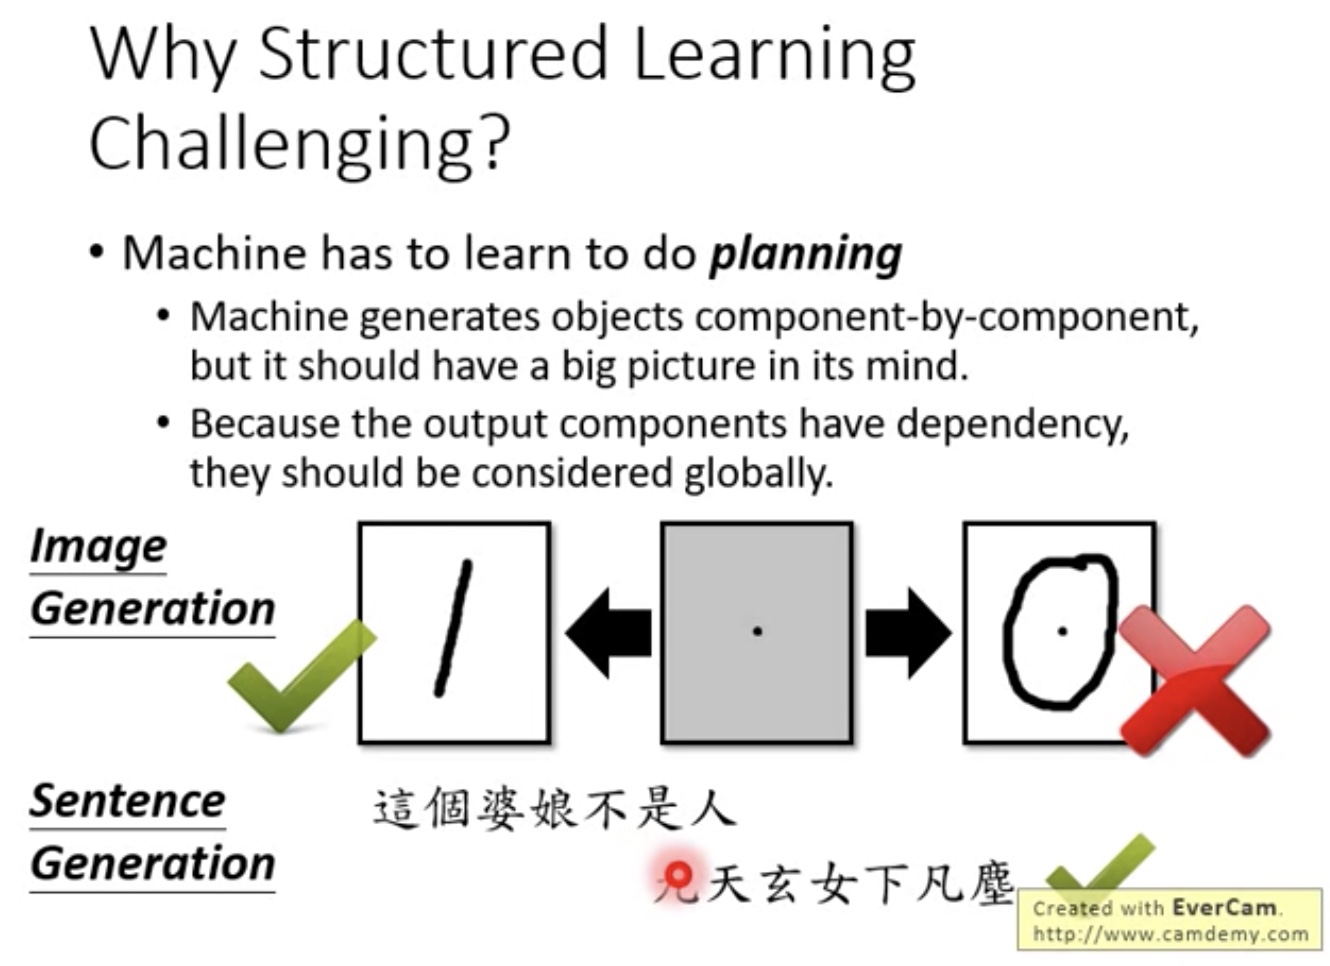 Why Structured Learning
Challenging?
• Machine has to learn to do planning
• Machine generates objects component-by-component,
but it should have a big picture in its mind.
• Because the output components have dependency,
they should be considered globally.
Image
Generation
Sentence
Generation
這個婆娘不是人
九天玄女下凡塵
Created with EverCam.
http://www.camdemy.com